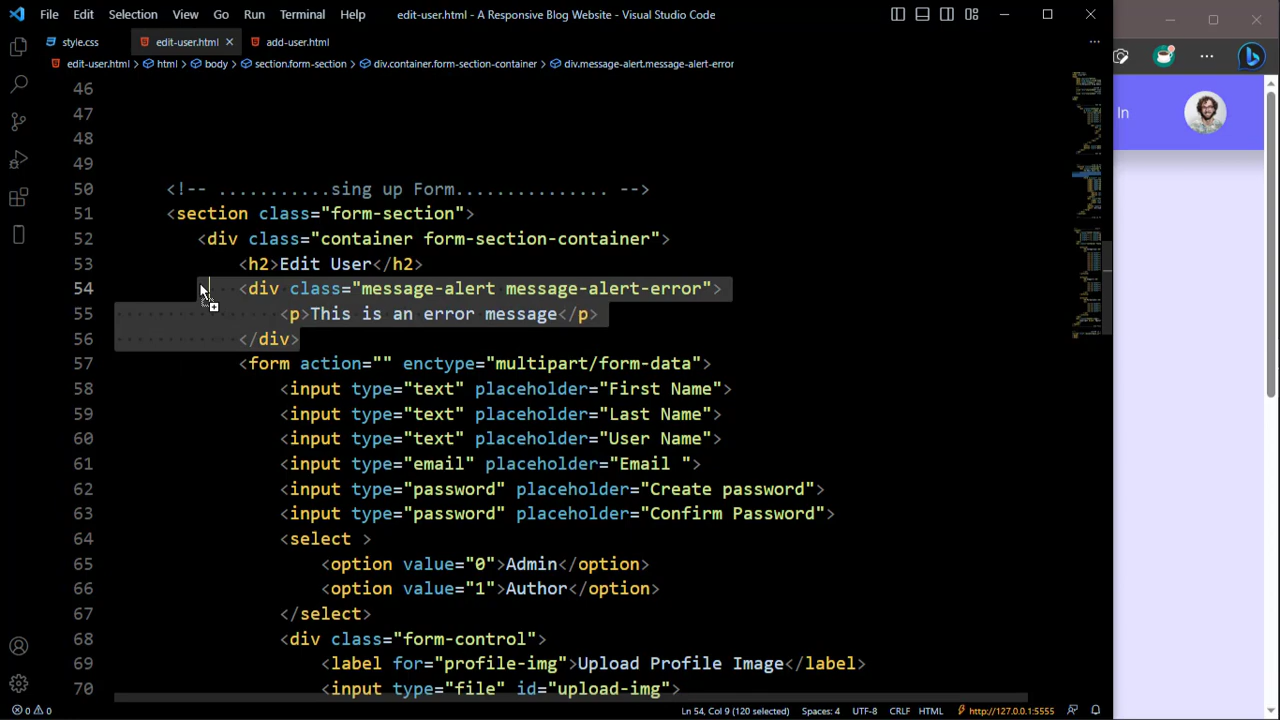 File Edit Selection View Go Run Terminal Help edit-user.html - A Responsive Blog Website - Visual Studio Code
style.css edit-user.html add-user.html
edit-user.html > html > body > section.form-section > div.container.form-section-container > div.message-alert.message-alert-error
In
46
47
48
49
50 <!-- ...........sing up Form............... -->
51 <section class="form-section">
52 <div class="container form-section-container">
53 <h2>Edit User</h2>
54 <div class="message-alert message-alert-error">
55 <p>This is an error message</p>
56 </div>
57 <form action="" enctype="multipart/form-data">
58 <input type="text" placeholder="First Name">
59 <input type="text" placeholder="Last Name">
60 <input type="text" placeholder="User Name">
61 <input type="email" placeholder="Email ">
62 <input type="password" placeholder="Create password">
63 <input type="password" placeholder="Confirm Password">
64 <select >
65 <option value="0">Admin</option>
66 <option value="1">Author</option>
67 </select>
68 <div class="form-control">
69 <label for="profile-img">Upload Profile Image</label>
70 <input type="file" id="upload-img">
0 0 Ln 54, Col 9 (120 selected) Spaces: 4 UTF-8 CRLF HTML http://127.0.0.1:5555